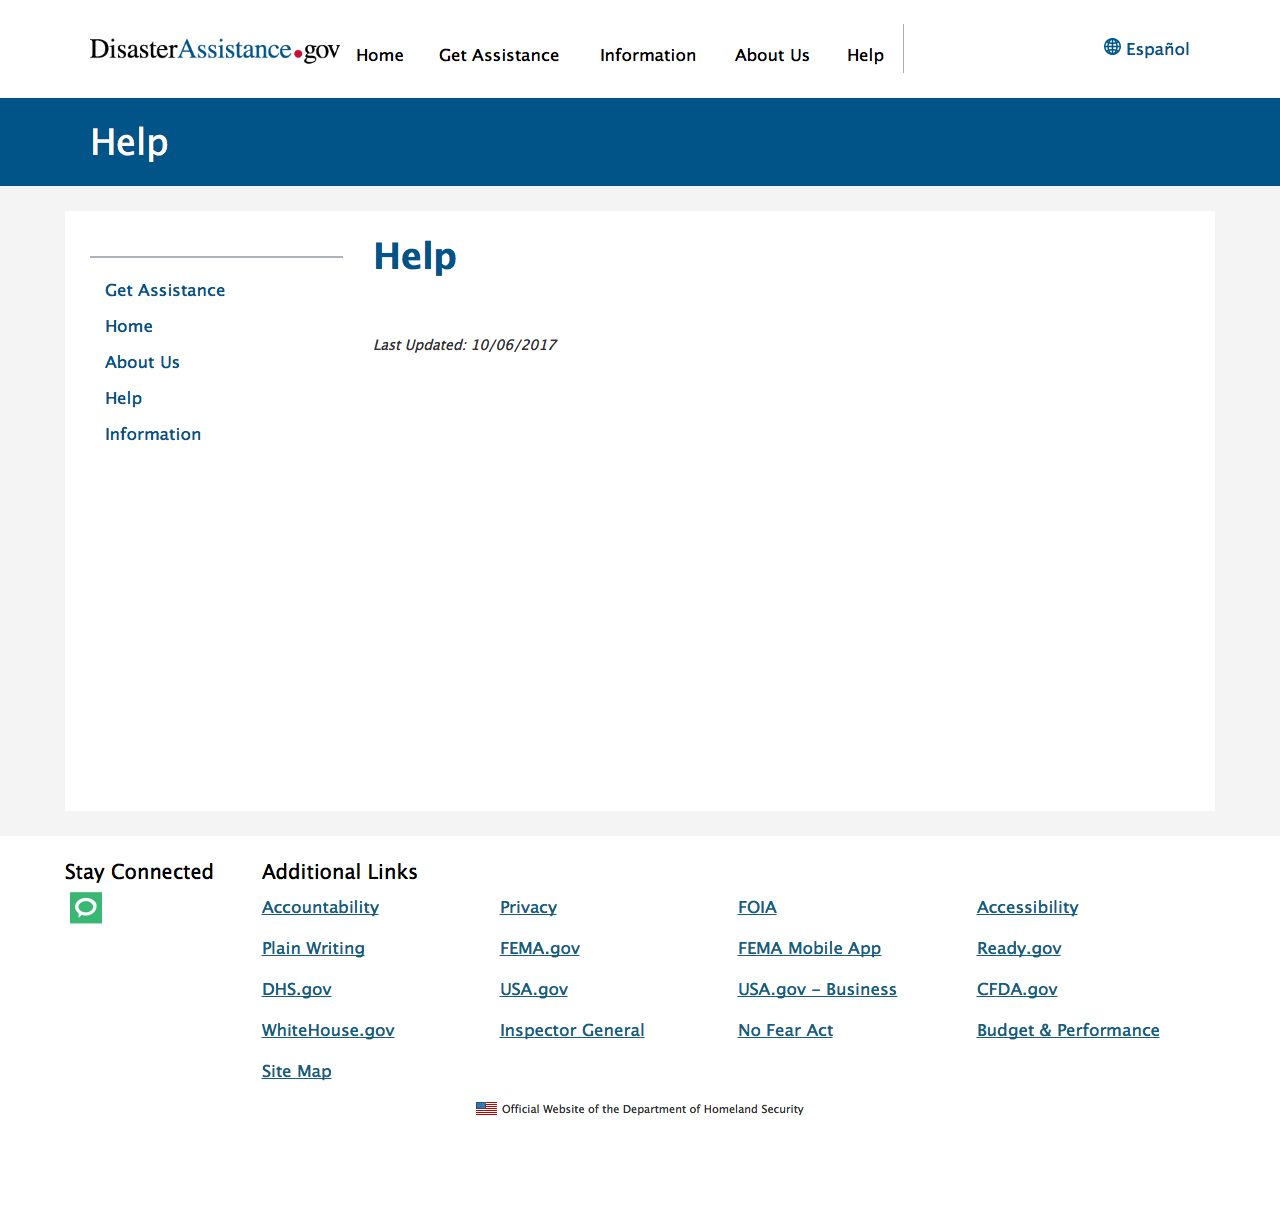 DisasterAssistance.gov Home Get Assistance Information About Us Help Español
Help
Help
Get Assistance
Home
About Us
Help
Information
Last Updated: 10/06/2017
Stay Connected
Additional Links
Accountability Privacy FOIA Accessibility
Plain Writing FEMA.gov FEMA Mobile App Ready.gov
DHS.gov USA.gov USA.gov – Business CFDA.gov
WhiteHouse.gov Inspector General No Fear Act Budget & Performance
Site Map
Official Website of the Department of Homeland Security